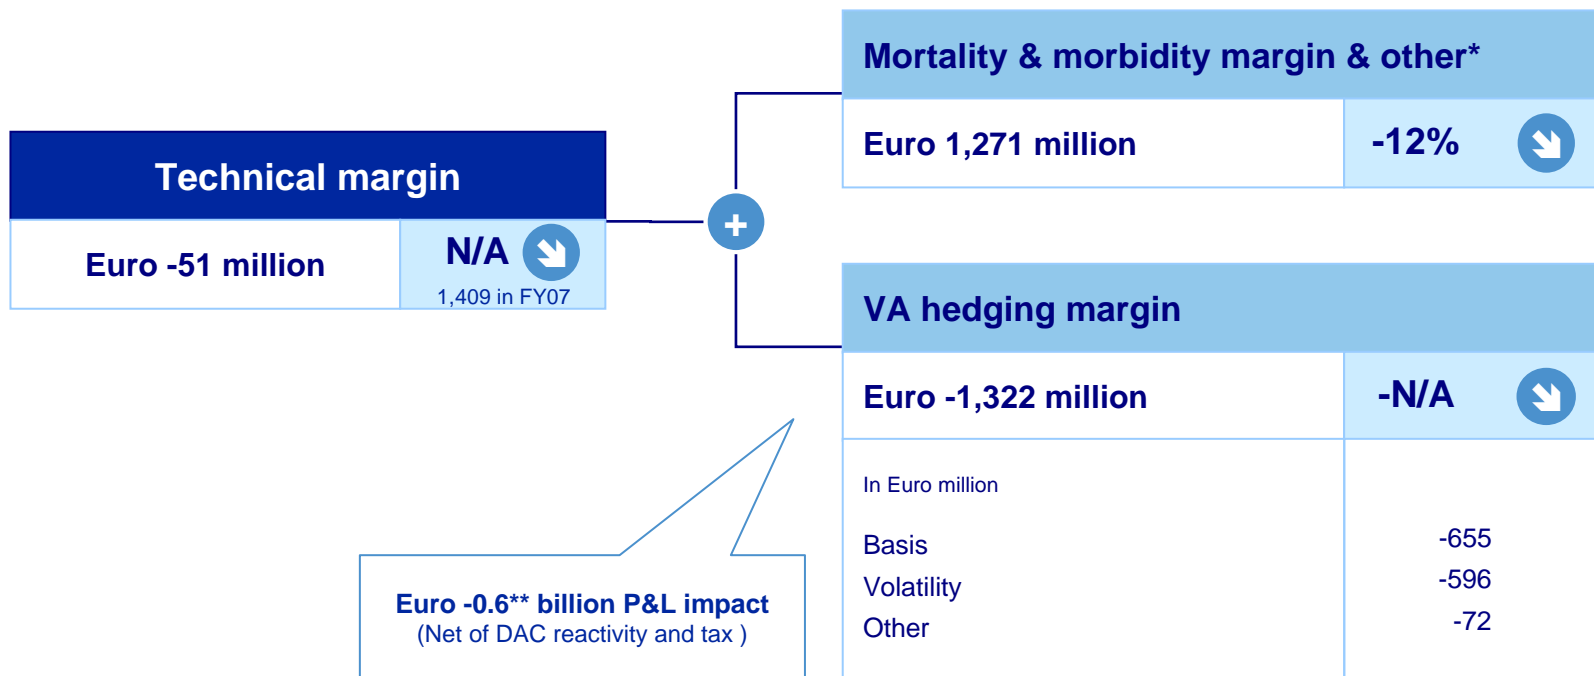 Technical margin
Euro -51 million
N/A
1,409 in FY07
+
Mortality & morbidity margin & other*
Euro 1,271 million
-12%
VA hedging margin
Euro -1,322 million
-N/A
In Euro million
Basis -655
Volatility -596
Other -72
Euro -0.6** billion P&L impact
(Net of DAC reactivity and tax )